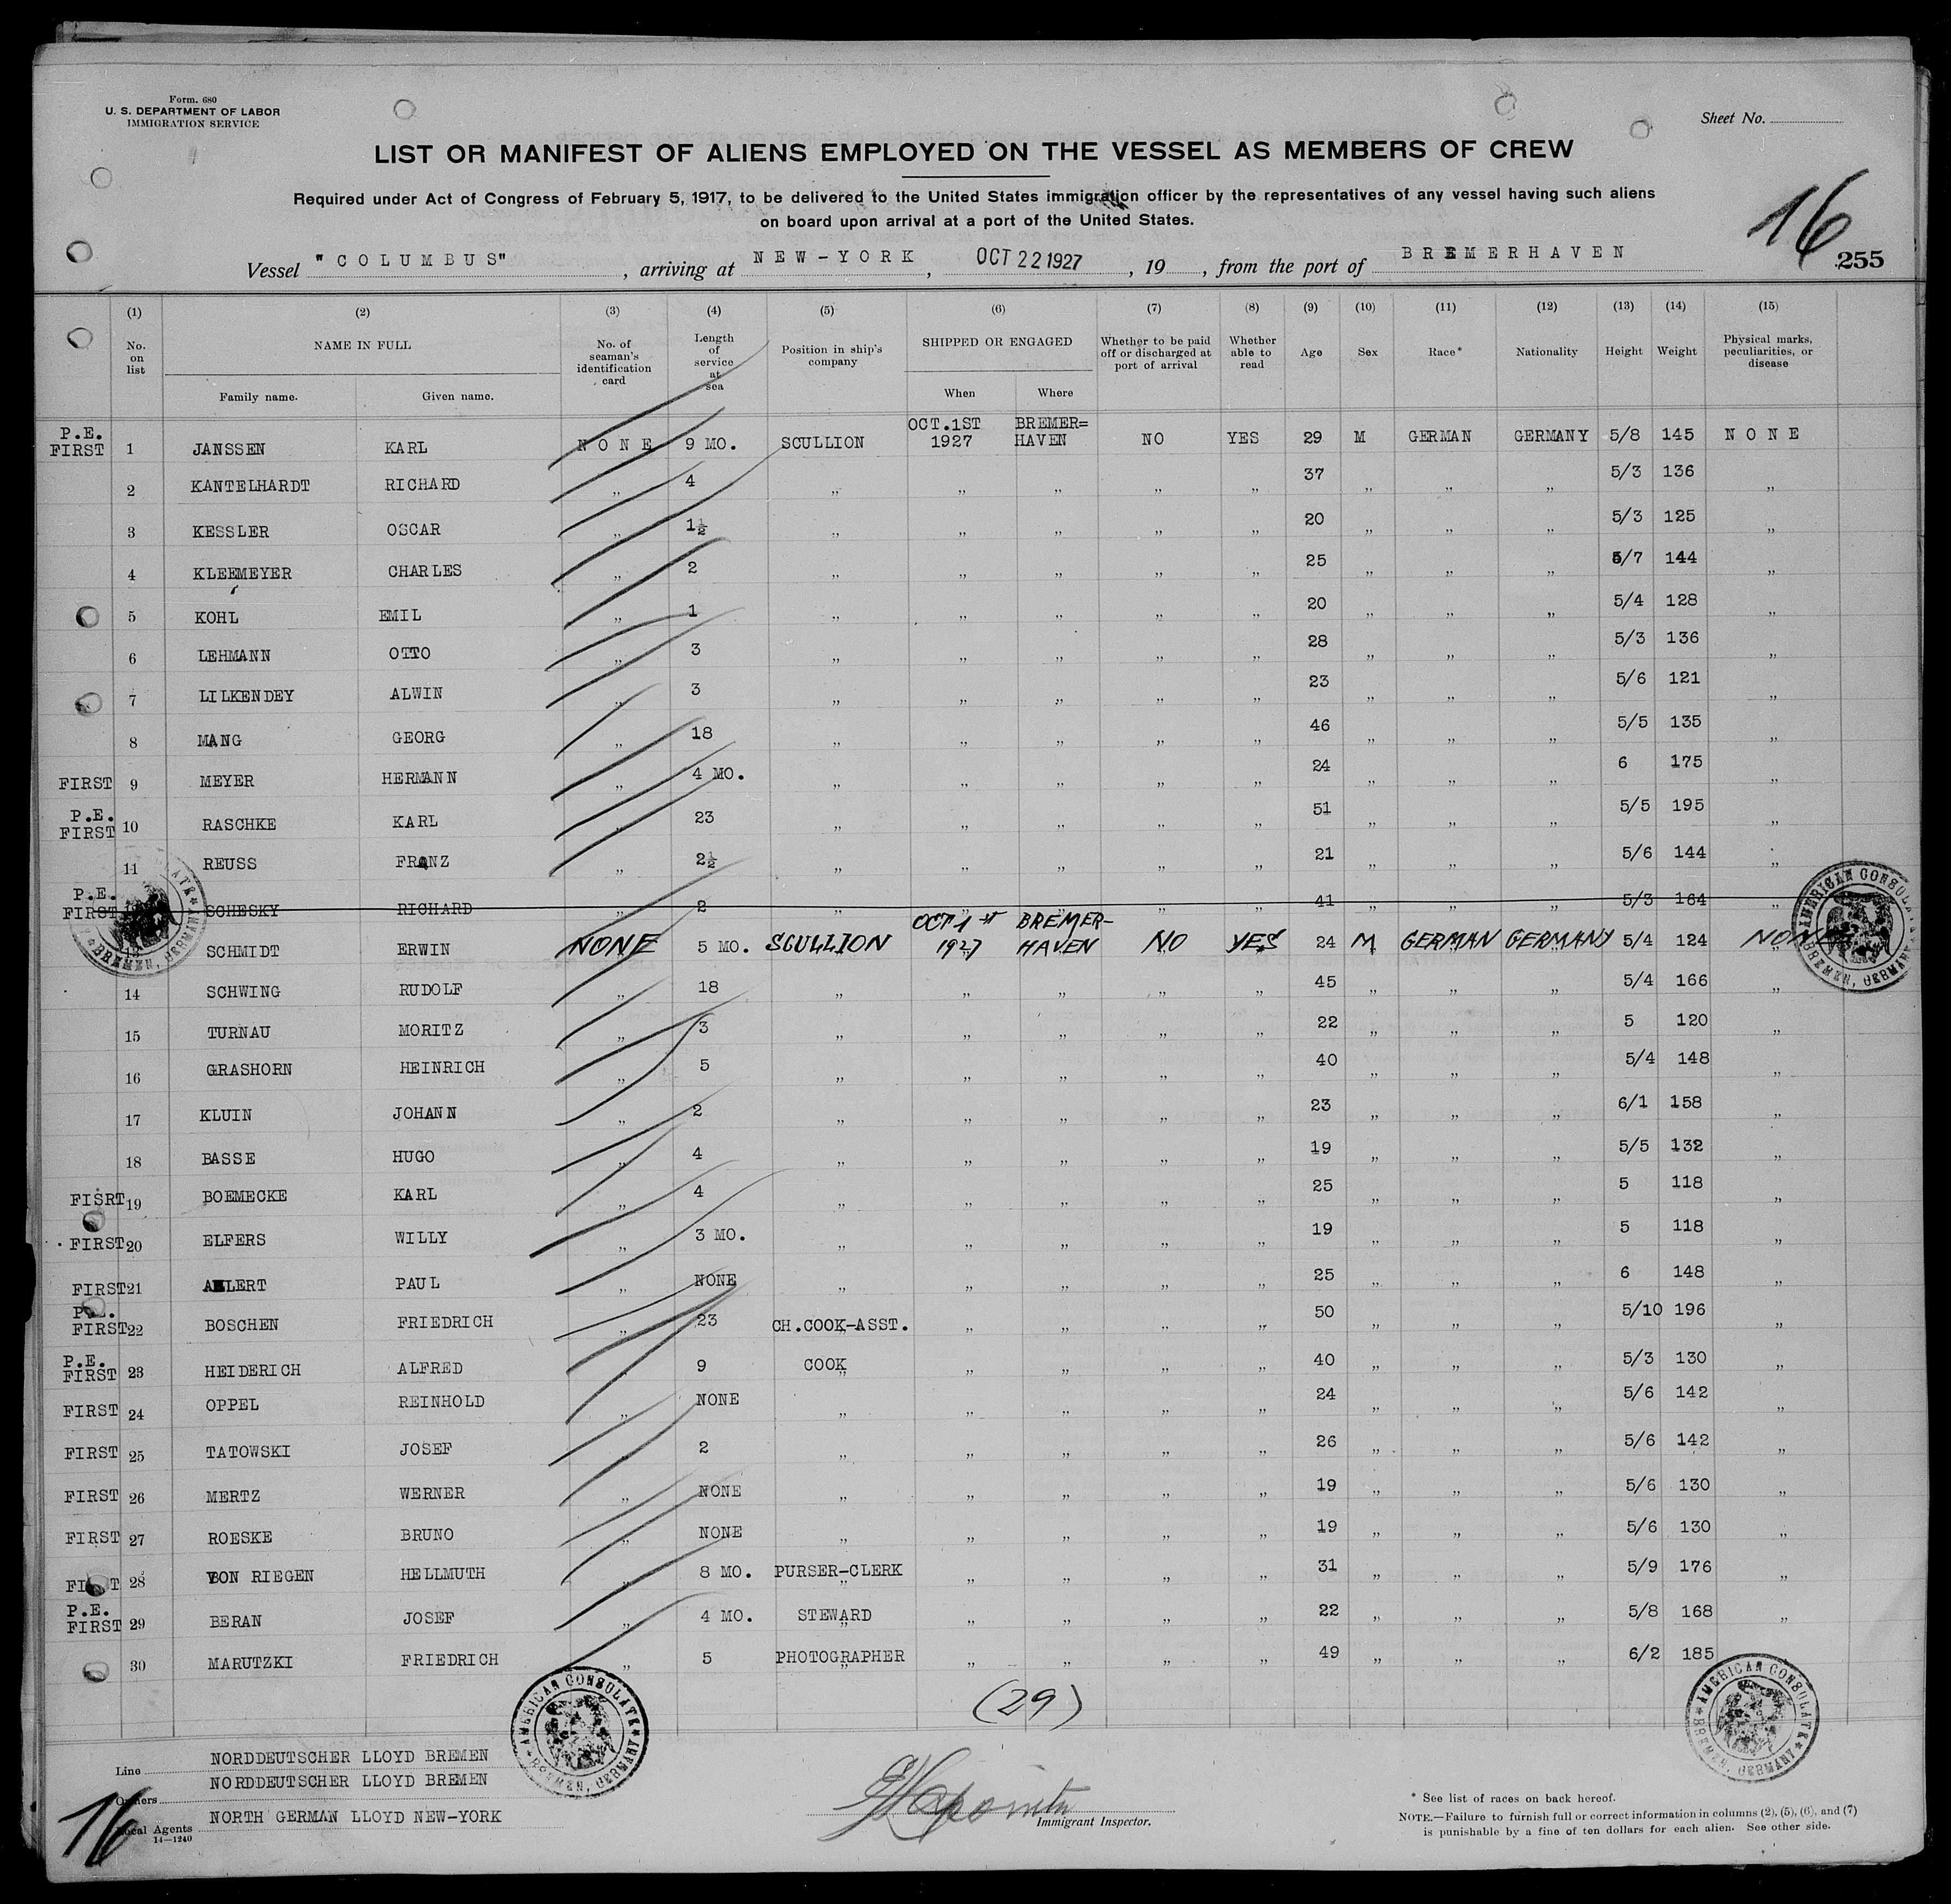 Form. 680
U. S. DEPARTMENT OF LABOR
IMMIGRATION SERVICE
Sheet No.
LIST OR MANIFEST OF ALIENS EMPLOYED ON THE VESSEL AS MEMBERS OF CREW
Required under Act of Congress of February 5, 1917, to be delivered to the United States immigration officer by the representatives of any vessel having such aliens
on board upon arrival at a port of the United States.
16
Vessel "COLUMBUS", arriving at NEW-YORK, OCT 22 1927, 19, from the port of BREMERHAVEN
255
(1) (2) (3) (4) (5) (6) (7) (8) (9) (10) (11) (12) (13) (14) (15)
No. on list NAME IN FULL Family name. Given name. No. of seaman's identification card Length of service at sea Position in ship's company SHIPPED OR ENGAGED When Where Whether to be paid off or discharged at port of arrival Whether able to read Age Sex Race* Nationality Height Weight Physical marks, peculiarities, or disease
P.E. FIRST 1 JANSSEN KARL NONE 9 MO. SCULLION OCT.1ST 1927 BREMER= HAVEN NO YES 29 M GERMAN GERMANY 5/8 145 NONE
2 KANTELHARDT RICHARD „ 4 „ „ „ „ „ 37 „ „ „ 5/3 136 „
3 KESSLER OSCAR „ 1½ „ „ „ „ „ 20 „ „ „ 5/3 125 „
4 KLEEMEYER CHARLES „ 2 „ „ „ „ „ 25 „ „ „ 5/7 144 „
5 KOHL EMIL „ 1 „ „ „ „ „ 20 „ „ „ 5/4 128 „
6 LEHMANN OTTO „ 3 „ „ „ „ „ 28 „ „ „ 5/3 136 „
7 LILKENDEY ALWIN „ 3 „ „ „ „ „ 23 „ „ „ 5/6 121 „
8 MANG GEORG „ 18 „ „ „ „ „ 46 „ „ „ 5/5 135 „
FIRST 9 MEYER HERMANN „ 4 MO. „ „ „ „ „ 24 „ „ „ 6 175 „
P.E. FIRST 10 RASCHKE KARL „ 23 „ „ „ „ „ 51 „ „ „ 5/5 195 „
11 REUSS FRANZ „ 2½ „ „ „ „ „ 21 „ „ „ 5/6 144 „
P.E. FIRST SCHESKY RICHARD „ 2 „ „ „ „ „ 41 „ „ „ 5/3 184 „
13 SCHMIDT ERWIN NONE 5 MO. SCULLION OCT 1st 1927 BREMER-HAVEN NO YES 24 M GERMAN GERMANY 5/4 124 NONE
14 SCHWING RUDOLF „ 18 „ „ „ „ „ 45 „ „ „ 5/4 166 „
15 TURNAU MORITZ „ 3 „ „ „ „ „ 22 „ „ „ 5 120 „
16 GRASHORN HEINRICH „ 5 „ „ „ „ „ 40 „ „ „ 5/4 148 „
17 KLUIN JOHANN „ 2 „ „ „ „ „ 23 „ „ „ 6/1 158 „
18 BASSE HUGO „ 4 „ „ „ „ „ 19 „ „ „ 5/5 132 „
FISRT 19 BOEMECKE KARL „ 4 „ „ „ „ „ 25 „ „ „ 5 118 „
FIRST 20 ELFERS WILLY „ 3 MO. „ „ „ „ „ 19 „ „ „ 5 118 „
FIRST 21 AHLERT PAUL „ NONE „ „ „ „ „ 25 „ „ „ 6 148 „
P.E. FIRST 22 BOSCHEN FRIEDRICH „ 23 CH.COOK-ASST. „ „ „ „ 50 „ „ „ 5/10 196 „
P.E. FIRST 23 HEIDERICH ALFRED „ 9 COOK „ „ „ „ 40 „ „ „ 5/3 130 „
FIRST 24 OPPEL REINHOLD „ NONE „ „ „ „ „ 24 „ „ „ 5/6 142 „
FIRST 25 TATOWSKI JOSEF „ 2 „ „ „ „ „ 26 „ „ „ 5/6 142 „
FIRST 26 MERTZ WERNER „ NONE „ „ „ „ „ 19 „ „ „ 5/6 130 „
FIRST 27 ROESKE BRUNO „ NONE „ „ „ „ „ 19 „ „ „ 5/6 130 „
FIRST 28 VON RIEGEN HELLMUTH „ 8 MO. PURSER-CLERK „ „ „ „ 31 „ „ „ 5/9 176 „
P.E. FIRST 29 BERAN JOSEF „ 4 MO. STEWARD „ „ „ „ 22 „ „ „ 5/8 168 „
30 MARUTZKI FRIEDRICH „ 5 PHOTOGRAPHER „ „ „ „ 49 „ „ „ 6/2 185
(29)
AMERICAN CONSULATE BREMEN, GERMANY
Line NORDDEUTSCHER LLOYD BREMEN
Owners NORDDEUTSCHER LLOYD BREMEN
Local Agents NORTH GERMAN LLOYD NEW-YORK
14—1240
16
Immigrant Inspector.
* See list of races on back hereof.
NOTE.—Failure to furnish full or correct information in columns (2), (5), (6), and (7)
is punishable by a fine of ten dollars for each alien. See other side.